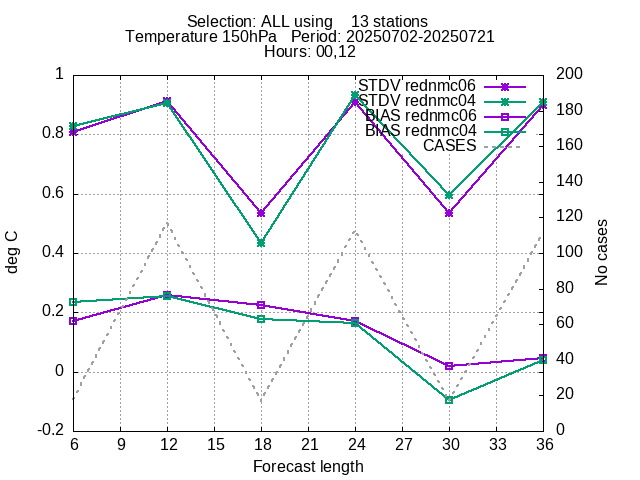 Selection: ALL using    13 stations
Temperature 150hPa   Period: 20250702-20250721
Hours: 00,12
STDV rednmc06
STDV rednmc04
BIAS rednmc06
BIAS rednmc04
CASES
1
0.8
0.6
0.4
0.2
0
-0.2
deg C
200
180
160
140
120
100
80
60
40
20
0
No cases
6 9 12 15 18 21 24 27 30 33 36
Forecast length